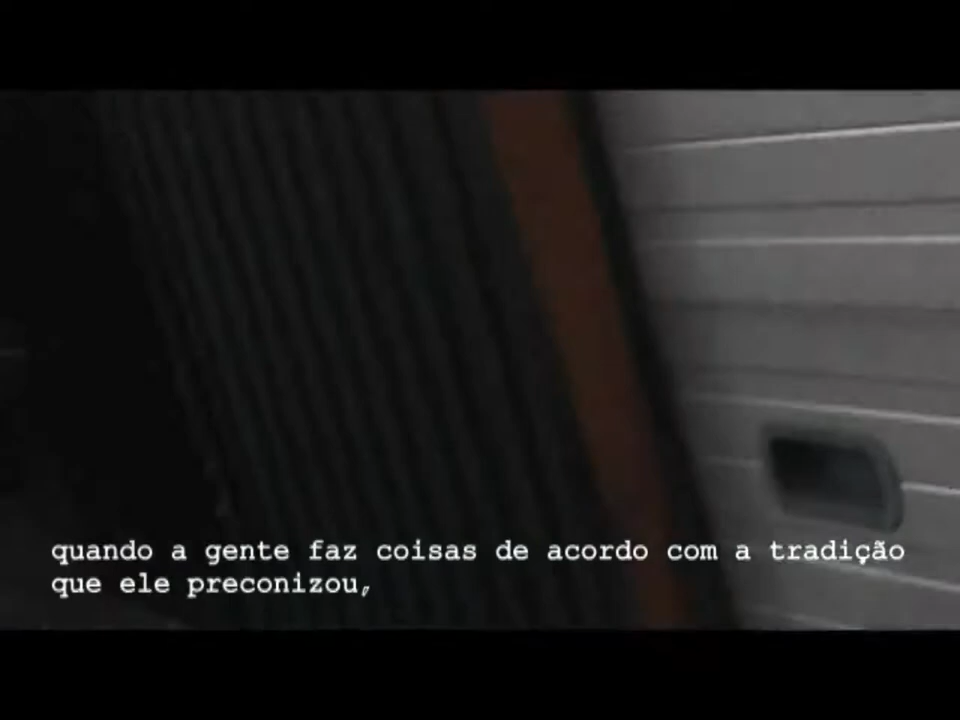 quando a gente faz coisas de acordo com a tradição
que ele preconizou,